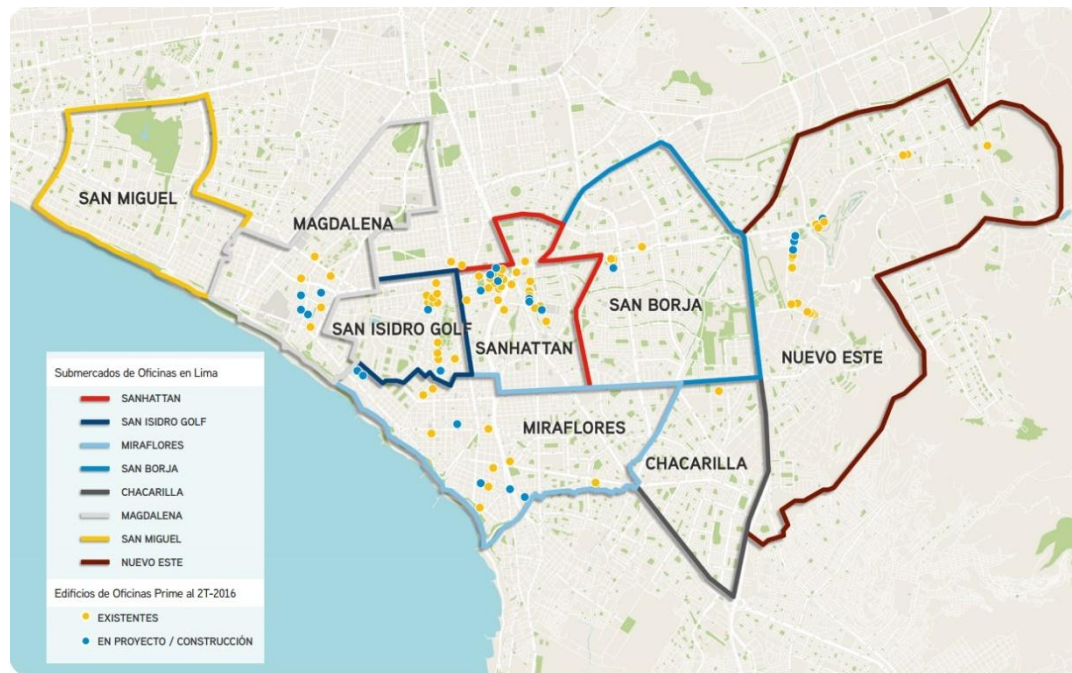 SAN MIGUEL
MAGDALENA
SAN ISIDRO GOLF
SANHATTAN
SAN BORJA
NUEVO ESTE
MIRAFLORES
CHACARILLA
Submercados de Oficinas en Lima
SANHATTAN
SAN ISIDRO GOLF
MIRAFLORES
SAN BORJA
CHACARILLA
MAGDALENA
SAN MIGUEL
NUEVO ESTE
Edificios de Oficinas Prime al 2T-2016
EXISTENTES
EN PROYECTO / CONSTRUCCIÓN